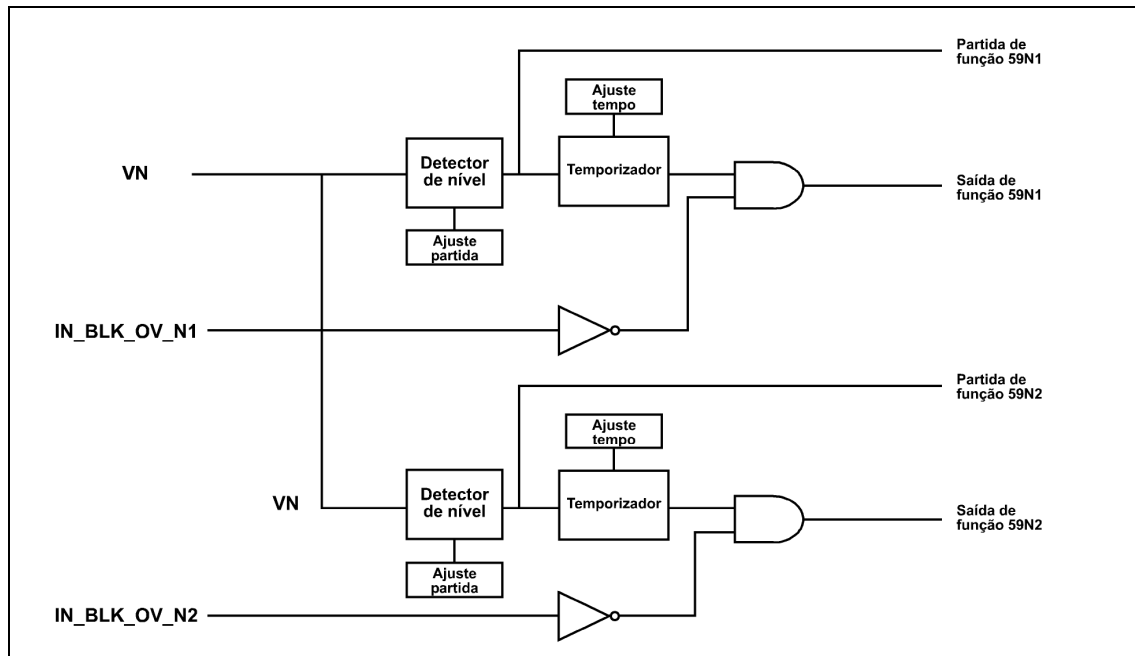 Partida de
função 59N1
Ajuste
tempo
VN
Detector
de nível
Temporizador
Saída de
função 59N1
Ajuste
partida
IN_BLK_OV_N1
Partida de
função 59N2
Ajuste
tempo
VN
Detector
de nível
Temporizador
Saída de
função 59N2
Ajuste
partida
IN_BLK_OV_N2